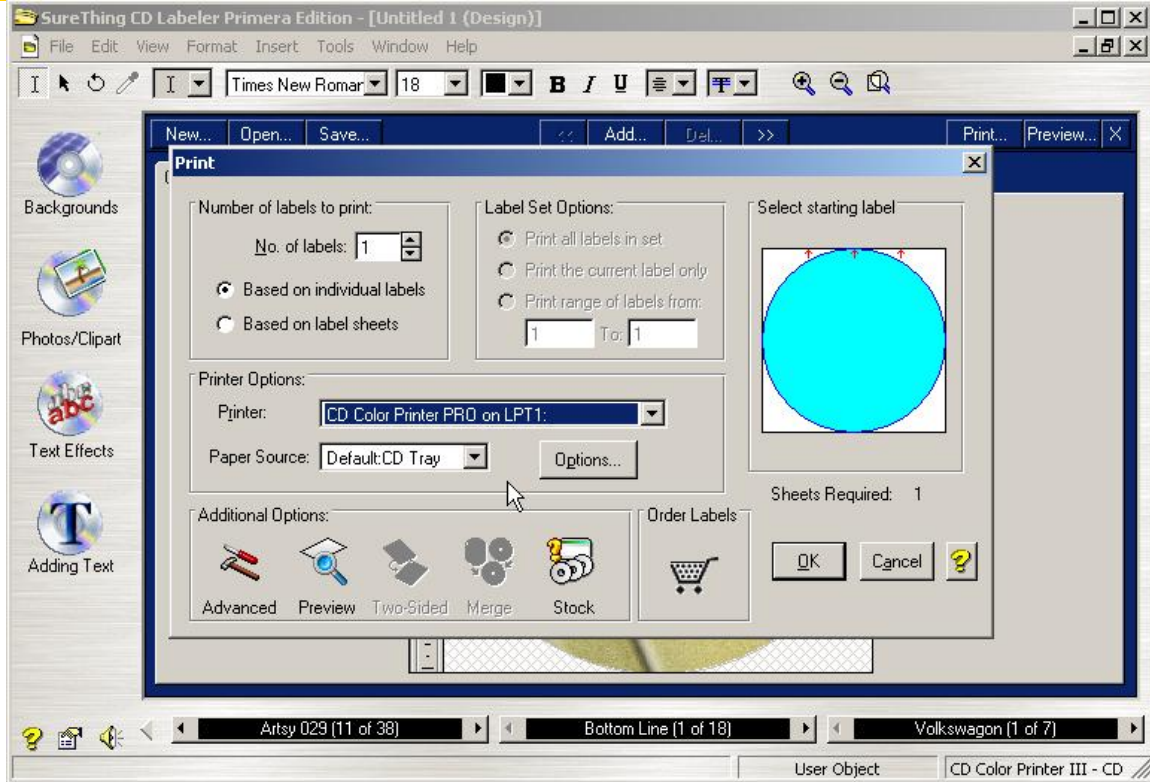 SureThing CD Labeler Primera Edition - [Untitled 1 (Design)]
File Edit View Format Insert Tools Window Help
Times New Roman 18 B I U
New... Open... Save... << Add... Del... >> Print... Preview... X
Print
Backgrounds
Photos/Clipart
Text Effects
Adding Text
Number of labels to print:
No. of labels: 1
Based on individual labels
Based on label sheets
Label Set Options:
Print all labels in set
Print the current label only
Print range of labels from:
1 To: 1
Select starting label
Printer Options:
Printer: CD Color Printer PRO on LPT1:
Paper Source: Default:CD Tray Options...
Sheets Required: 1
Additional Options:
Advanced Preview Two-Sided Merge Stock
Order Labels
OK Cancel
Artsy 029 (11 of 38) Bottom Line (1 of 18) Volkswagon (1 of 7)
User Object CD Color Printer III - CD